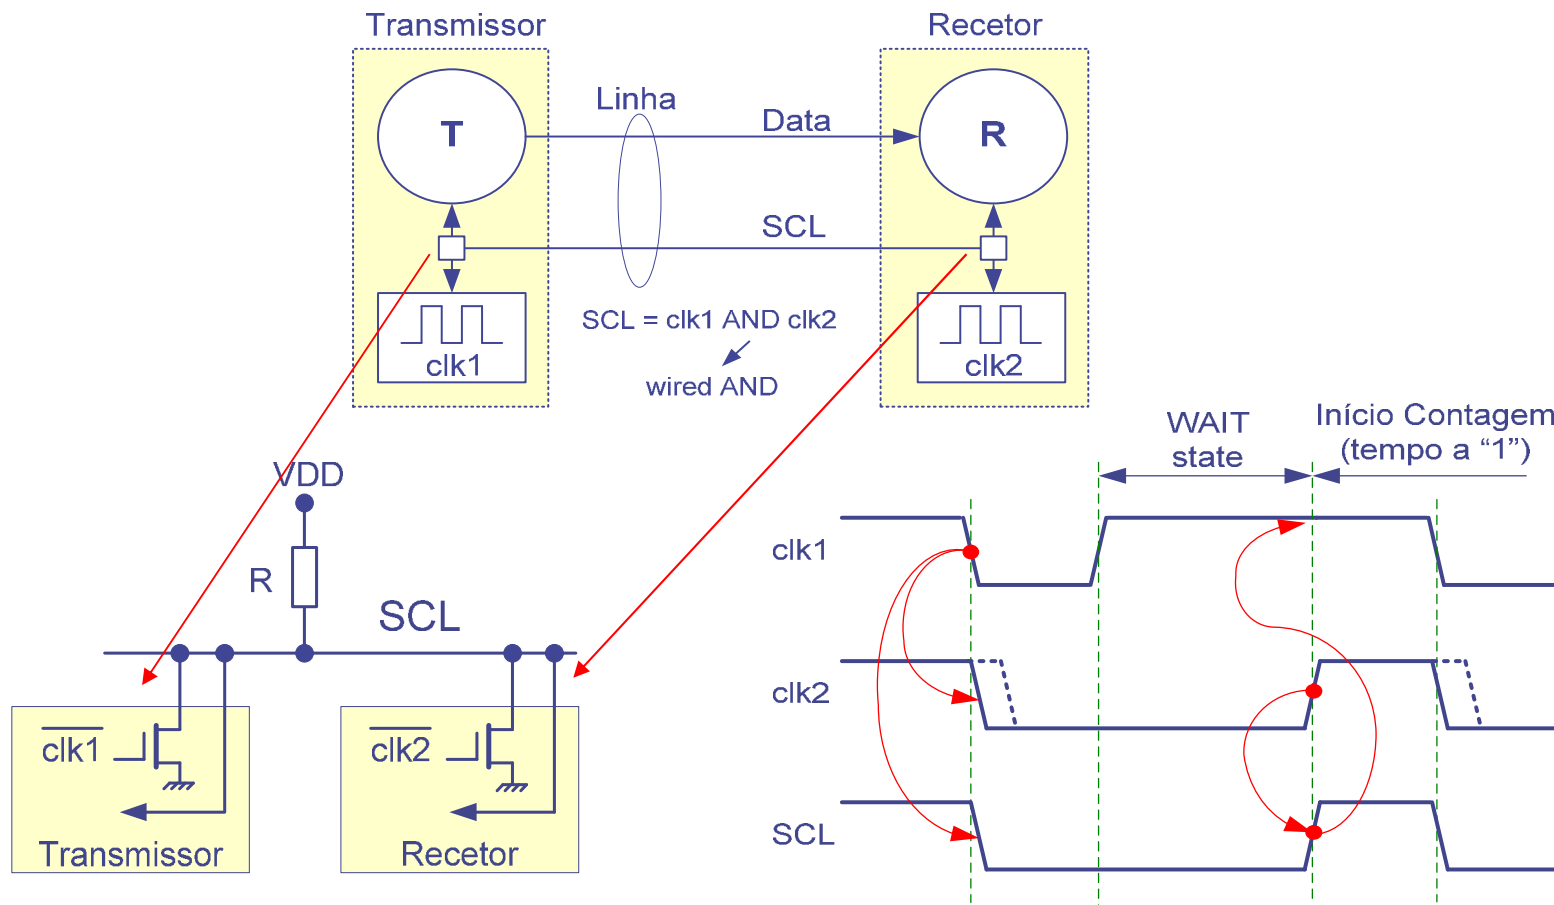 Transmissor
Recetor
Linha
Data
T
R
SCL
SCL = clk1 AND clk2
clk1
clk2
wired AND
WAIT
state
Início Contagem
(tempo a “1”)
VDD
R
SCL
clk1
clk2
SCL
clk1
clk2
Transmissor
Recetor